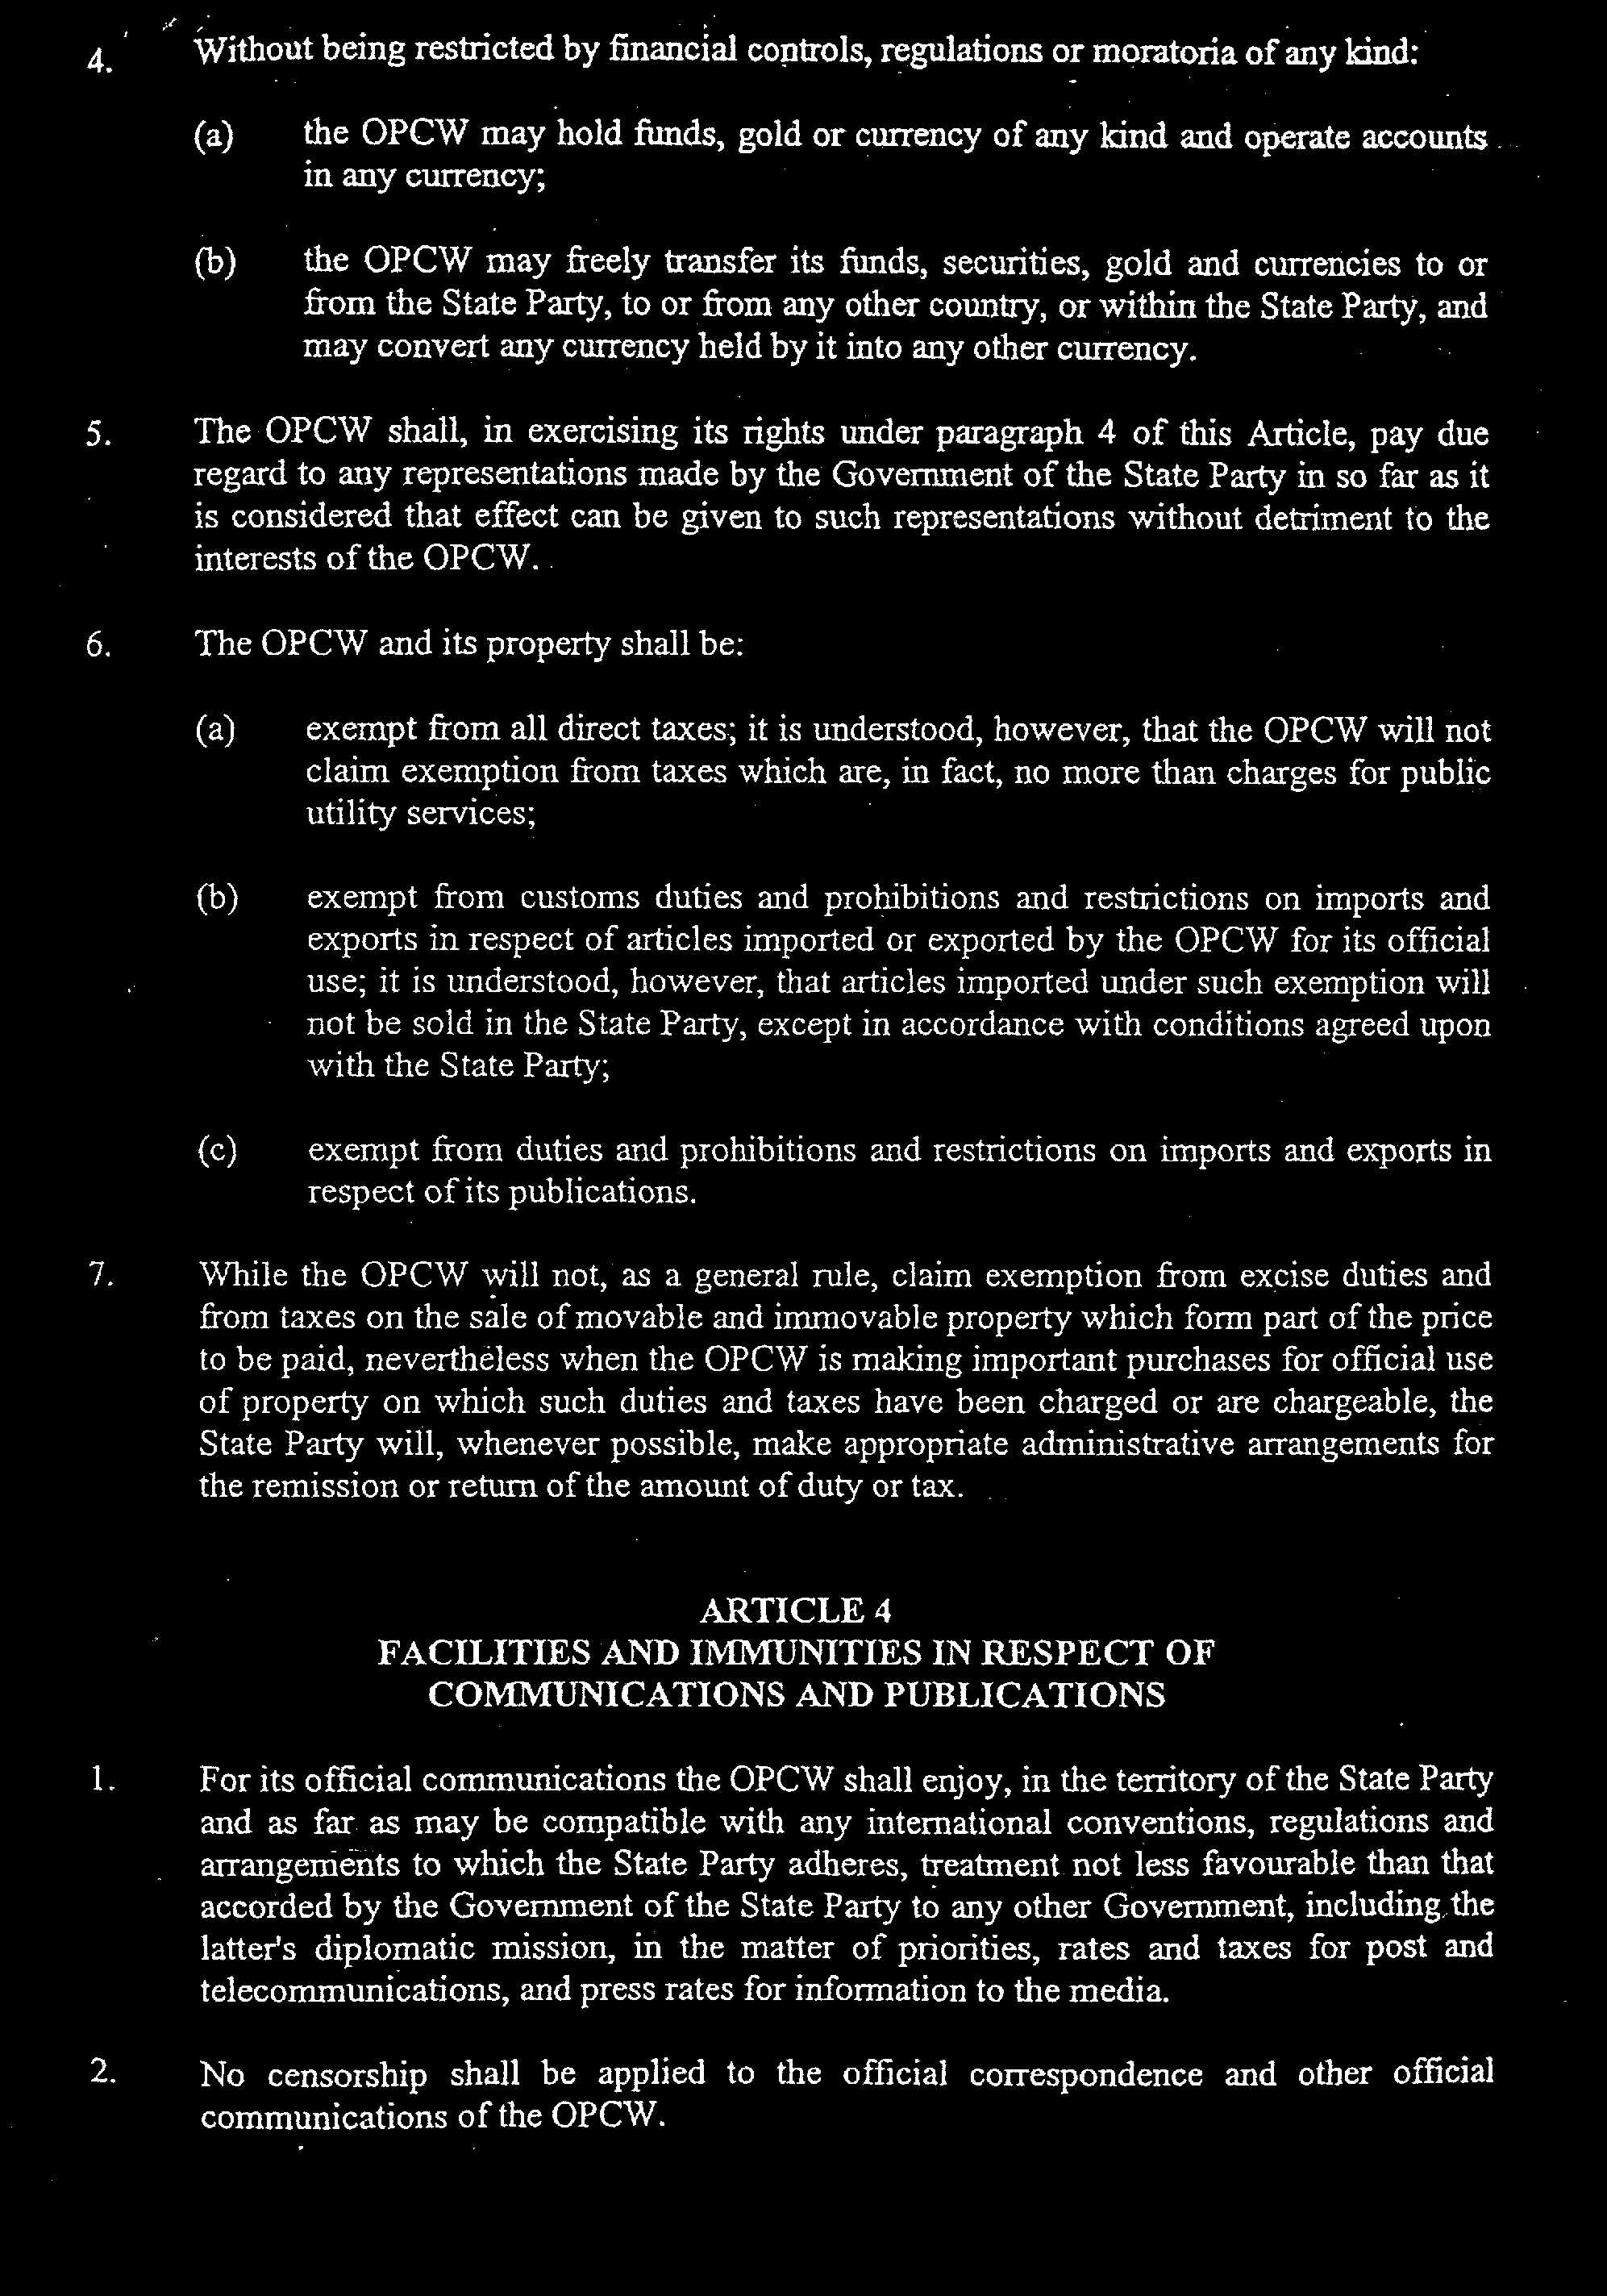 4. Without being restricted by financial controls, regulations or moratoria of any kind:
(a) the OPCW may hold funds, gold or currency of any kind and operate accounts
in any currency;
(b) the OPCW may freely transfer its funds, securities, gold and currencies to or
from the State Party, to or from any other country, or within the State Party, and
may convert any currency held by it into any other currency.
5. The OPCW shall, in exercising its rights under paragraph 4 of this Article, pay due
regard to any representations made by the Government of the State Party in so far as it
is considered that effect can be given to such representations without detriment to the
interests of the OPCW.
6. The OPCW and its property shall be:
(a) exempt from all direct taxes; it is understood, however, that the OPCW will not
claim exemption from taxes which are, in fact, no more than charges for public
utility services;
(b) exempt from customs duties and prohibitions and restrictions on imports and
exports in respect of articles imported or exported by the OPCW for its official
use; it is understood, however, that articles imported under such exemption will
not be sold in the State Party, except in accordance with conditions agreed upon
with the State Party;
(c) exempt from duties and prohibitions and restrictions on imports and exports in
respect of its publications.
7. While the OPCW will not, as a general rule, claim exemption from excise duties and
from taxes on the sale of movable and immovable property which form part of the price
to be paid, nevertheless when the OPCW is making important purchases for official use
of property on which such duties and taxes have been charged or are chargeable, the
State Party will, whenever possible, make appropriate administrative arrangements for
the remission or return of the amount of duty or tax.
ARTICLE 4
FACILITIES AND IMMUNITIES IN RESPECT OF
COMMUNICATIONS AND PUBLICATIONS
1. For its official communications the OPCW shall enjoy, in the territory of the State Party
and as far as may be compatible with any international conventions, regulations and
arrangements to which the State Party adheres, treatment not less favourable than that
accorded by the Government of the State Party to any other Government, including the
latter's diplomatic mission, in the matter of priorities, rates and taxes for post and
telecommunications, and press rates for information to the media.
2. No censorship shall be applied to the official correspondence and other official
communications of the OPCW.